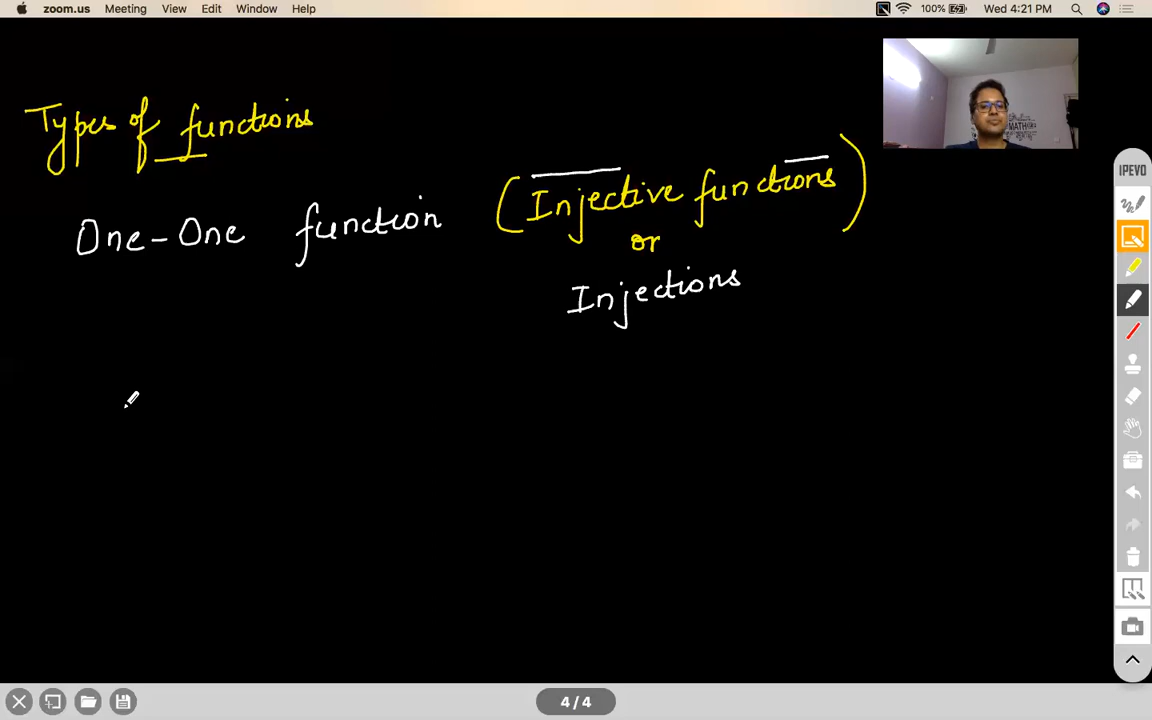 zoom.us Meeting View Edit Window Help 100% Wed 4:21 PM
Types of functions
MATH
IPEVO
One-One function (Injective functions)
or
Injections
4 / 4